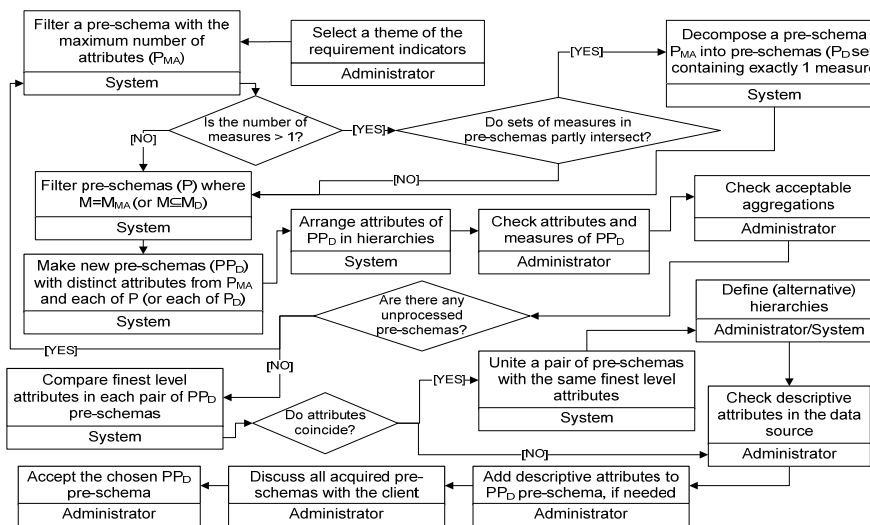 Filter a pre-schema with the
maximum number of
attributes (PMA)
System
Select a theme of the
requirement indicators
Administrator
[YES]
Decompose a pre-schema
PMA into pre-schemas (PD set)
containing exactly 1 measure
System
Is the number of
measures > 1?
[YES]
Do sets of measures in
pre-schemas partly intersect?
[NO]
[NO]
Filter pre-schemas (P) where
M=MMA (or M⊆MD)
System
Make new pre-schemas (PPD)
with distinct attributes from PMA
and each of P (or each of PD)
Arrange attributes of
PPD in hierarchies
System
Check attributes and
measures of PPD
Administrator
Check acceptable
aggregations
Administrator
Are there any
unprocessed
pre-schemas?
[YES]
[NO]
Define (alternative)
hierarchies
Administrator/System
Compare finest level
attributes in each pair of PPD
pre-schemas
System
Do attributes
coincide?
[YES]
Unite a pair of pre-schemas
with the same finest level
attributes
System
[NO]
Check descriptive
attributes in the data
source
Administrator
Accept the chosen PPD
pre-schema
Administrator
Discuss all acquired pre-
schemas with the client
Administrator
Add descriptive attributes to
PPD pre-schema, if needed
Administrator